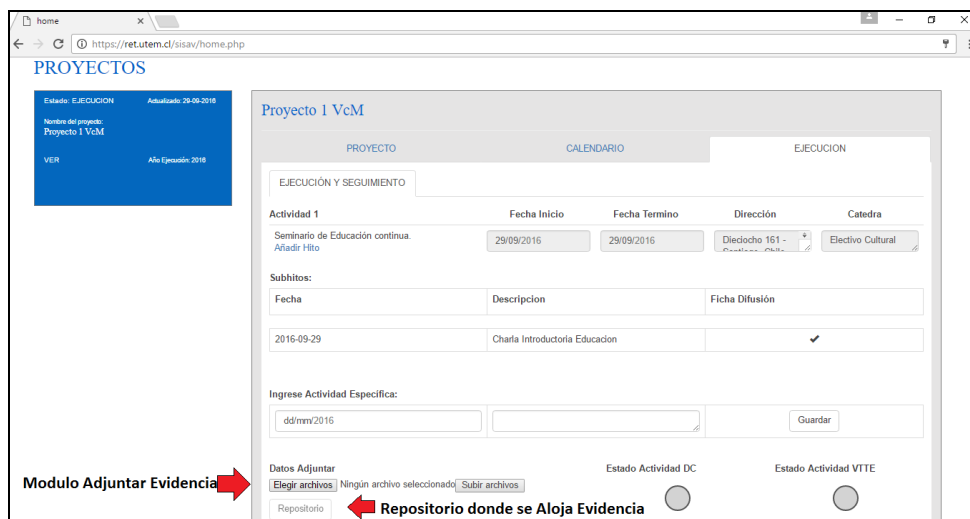 home
https://ret.utem.cl/sisav/home.php
PROYECTOS
Estado: EJECUCION Actualizado: 29-09-2016
Nombre del proyecto:
Proyecto 1 VcM
VER Año Ejecución: 2016
Proyecto 1 VcM
PROYECTO CALENDARIO EJECUCION
EJECUCIÓN Y SEGUIMIENTO
Actividad 1 Fecha Inicio Fecha Termino Dirección Catedra
Seminario de Educación continua. 29/09/2016 29/09/2016 Dieciocho 161 - Electivo Cultural
Añadir Hito
Subhitos:
Fecha Descripcion Ficha Difusión
2016-09-29 Charla Introductoria Educacion
Ingrese Actividad Específica:
dd/mm/2016 Guardar
Datos Adjuntar Estado Actividad DC Estado Actividad VTTE
Modulo Adjuntar Evidencia Elegir archivos Ningún archivo seleccionado Subir archivos
Repositorio Repositorio donde se Aloja Evidencia